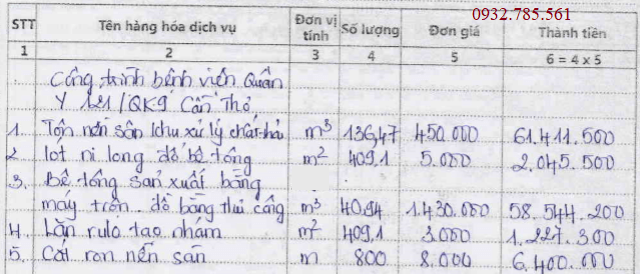 0932.785.561
STT Tên hàng hóa dịch vụ Đơn vị tính Số lượng Đơn giá Thành tiền
1 2 3 4 5 6 = 4 x 5
Công trình bệnh viện Quân
Y 121/QK9 Cần Thơ
1. Tôn nền sân khu xử lý chất thải m³ 136,47 450.000 61.411.500
2. lót ni long đổ bê tông m² 409,1 5.000 2.045.500
3. Bê tông sản xuất bằng
máy trộn đổ bằng thủ công m³ 40.94 1.430.000 58.544.200
4. Lăn rulo tạo nhám m² 409,1 3.000 1.227.300
5. Cắt ron nền sân m 800 8.000 6.400.000